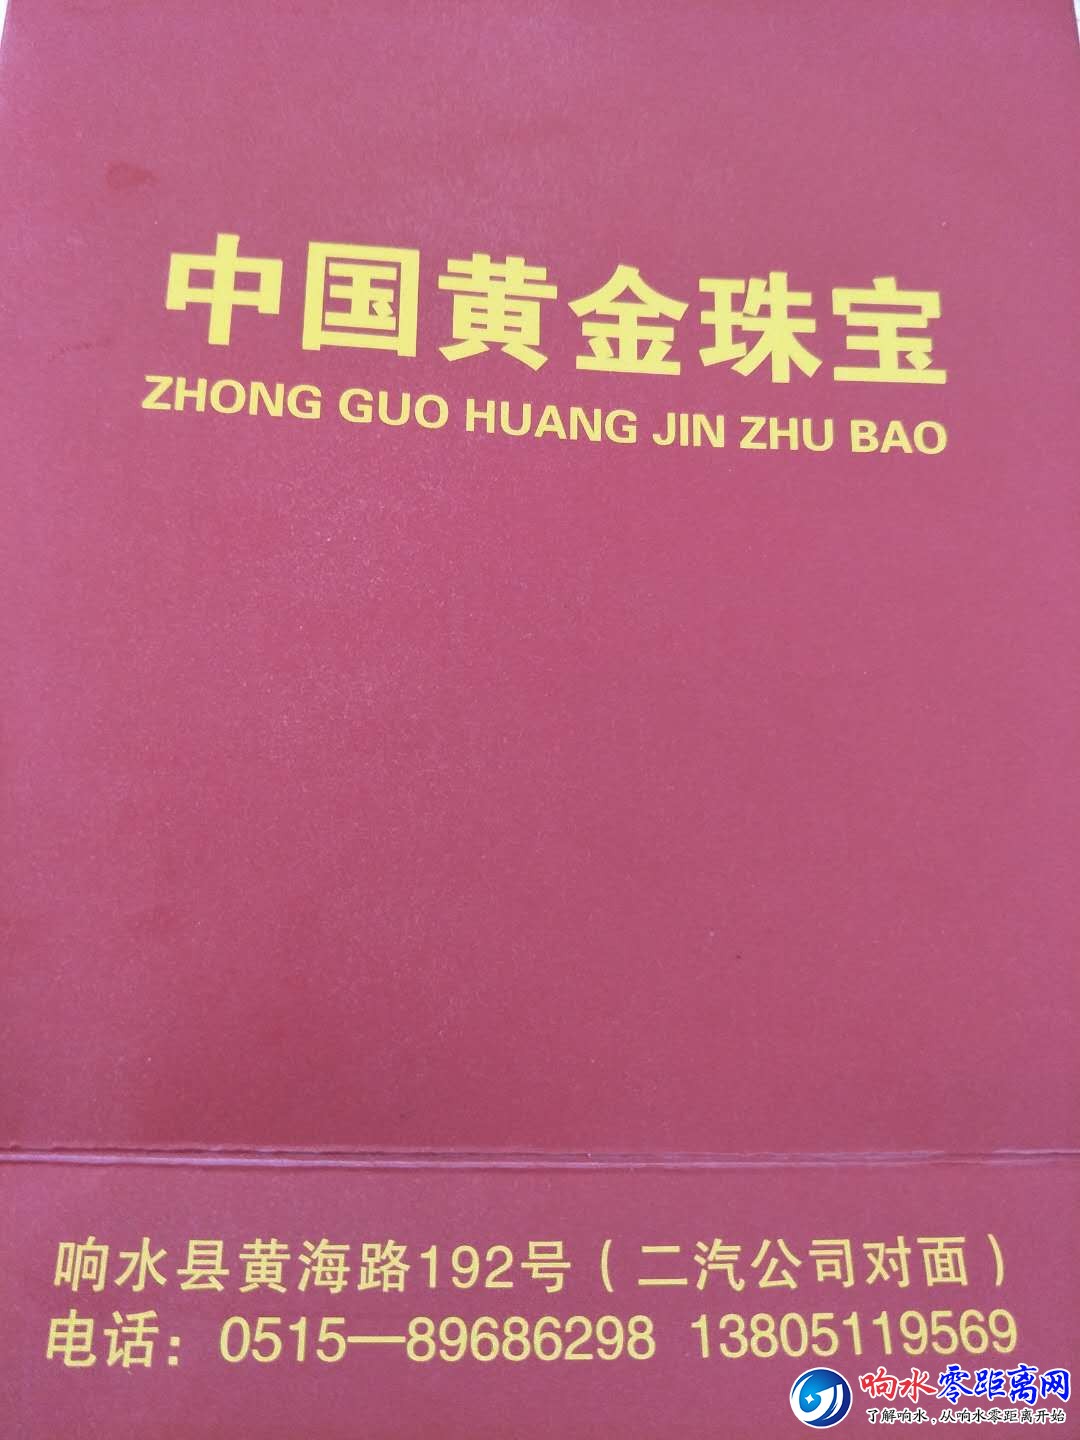 中国黄金珠宝
ZHONG GUO HUANG JIN ZHU BAO
响水县黄海路192号（二汽公司对面）
电话：0515—89686298 13805119569
响水零距离网
了解响水，从响水零距离开始